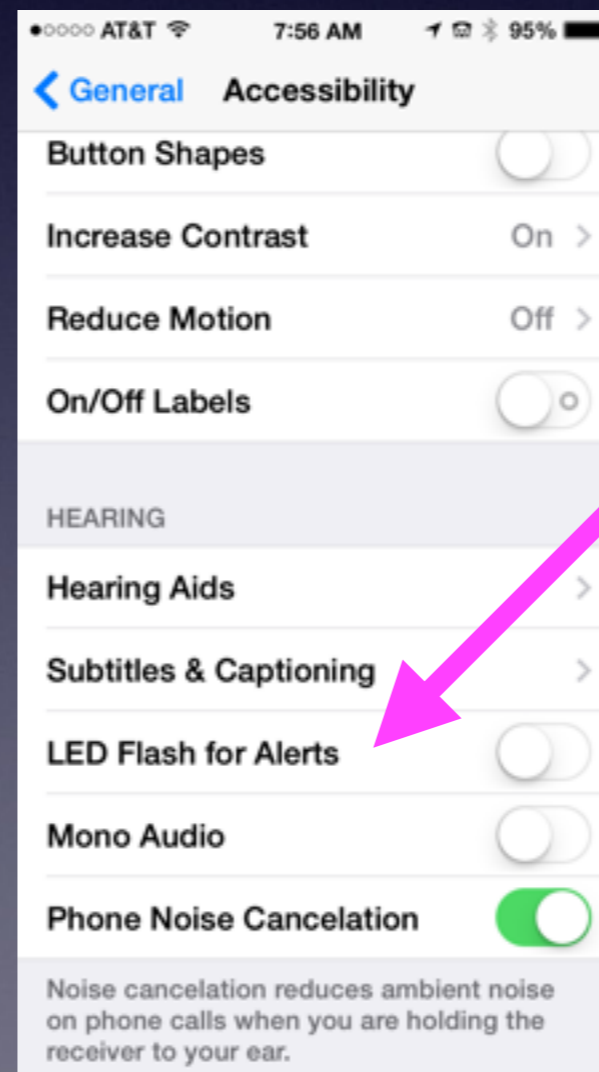 AT&T 7:56 AM 95%
General Accessibility
Button Shapes
Increase Contrast On
Reduce Motion Off
On/Off Labels
HEARING
Hearing Aids
Subtitles & Captioning
LED Flash for Alerts
Mono Audio
Phone Noise Cancelation
Noise cancelation reduces ambient noise
on phone calls when you are holding the
receiver to your ear.